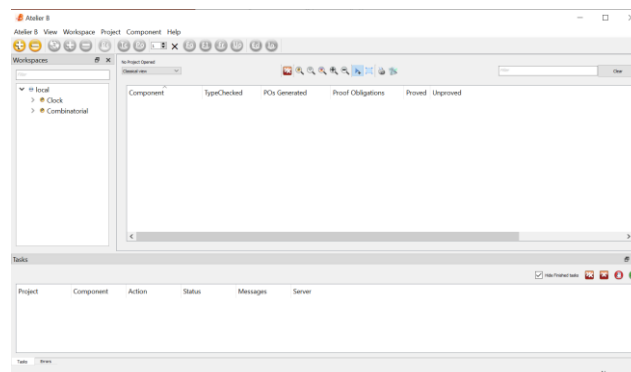 Atelier B
Atelier B View Workspace Project Component Help
Workspaces
No Project Opened
Classical view
Clear
local
Clock
Combinatorial
Component TypeChecked POs Generated Proof Obligations Proved Unproved
Tasks
Hide Finished tasks
Project Component Action Status Messages Server
Tasks Errors